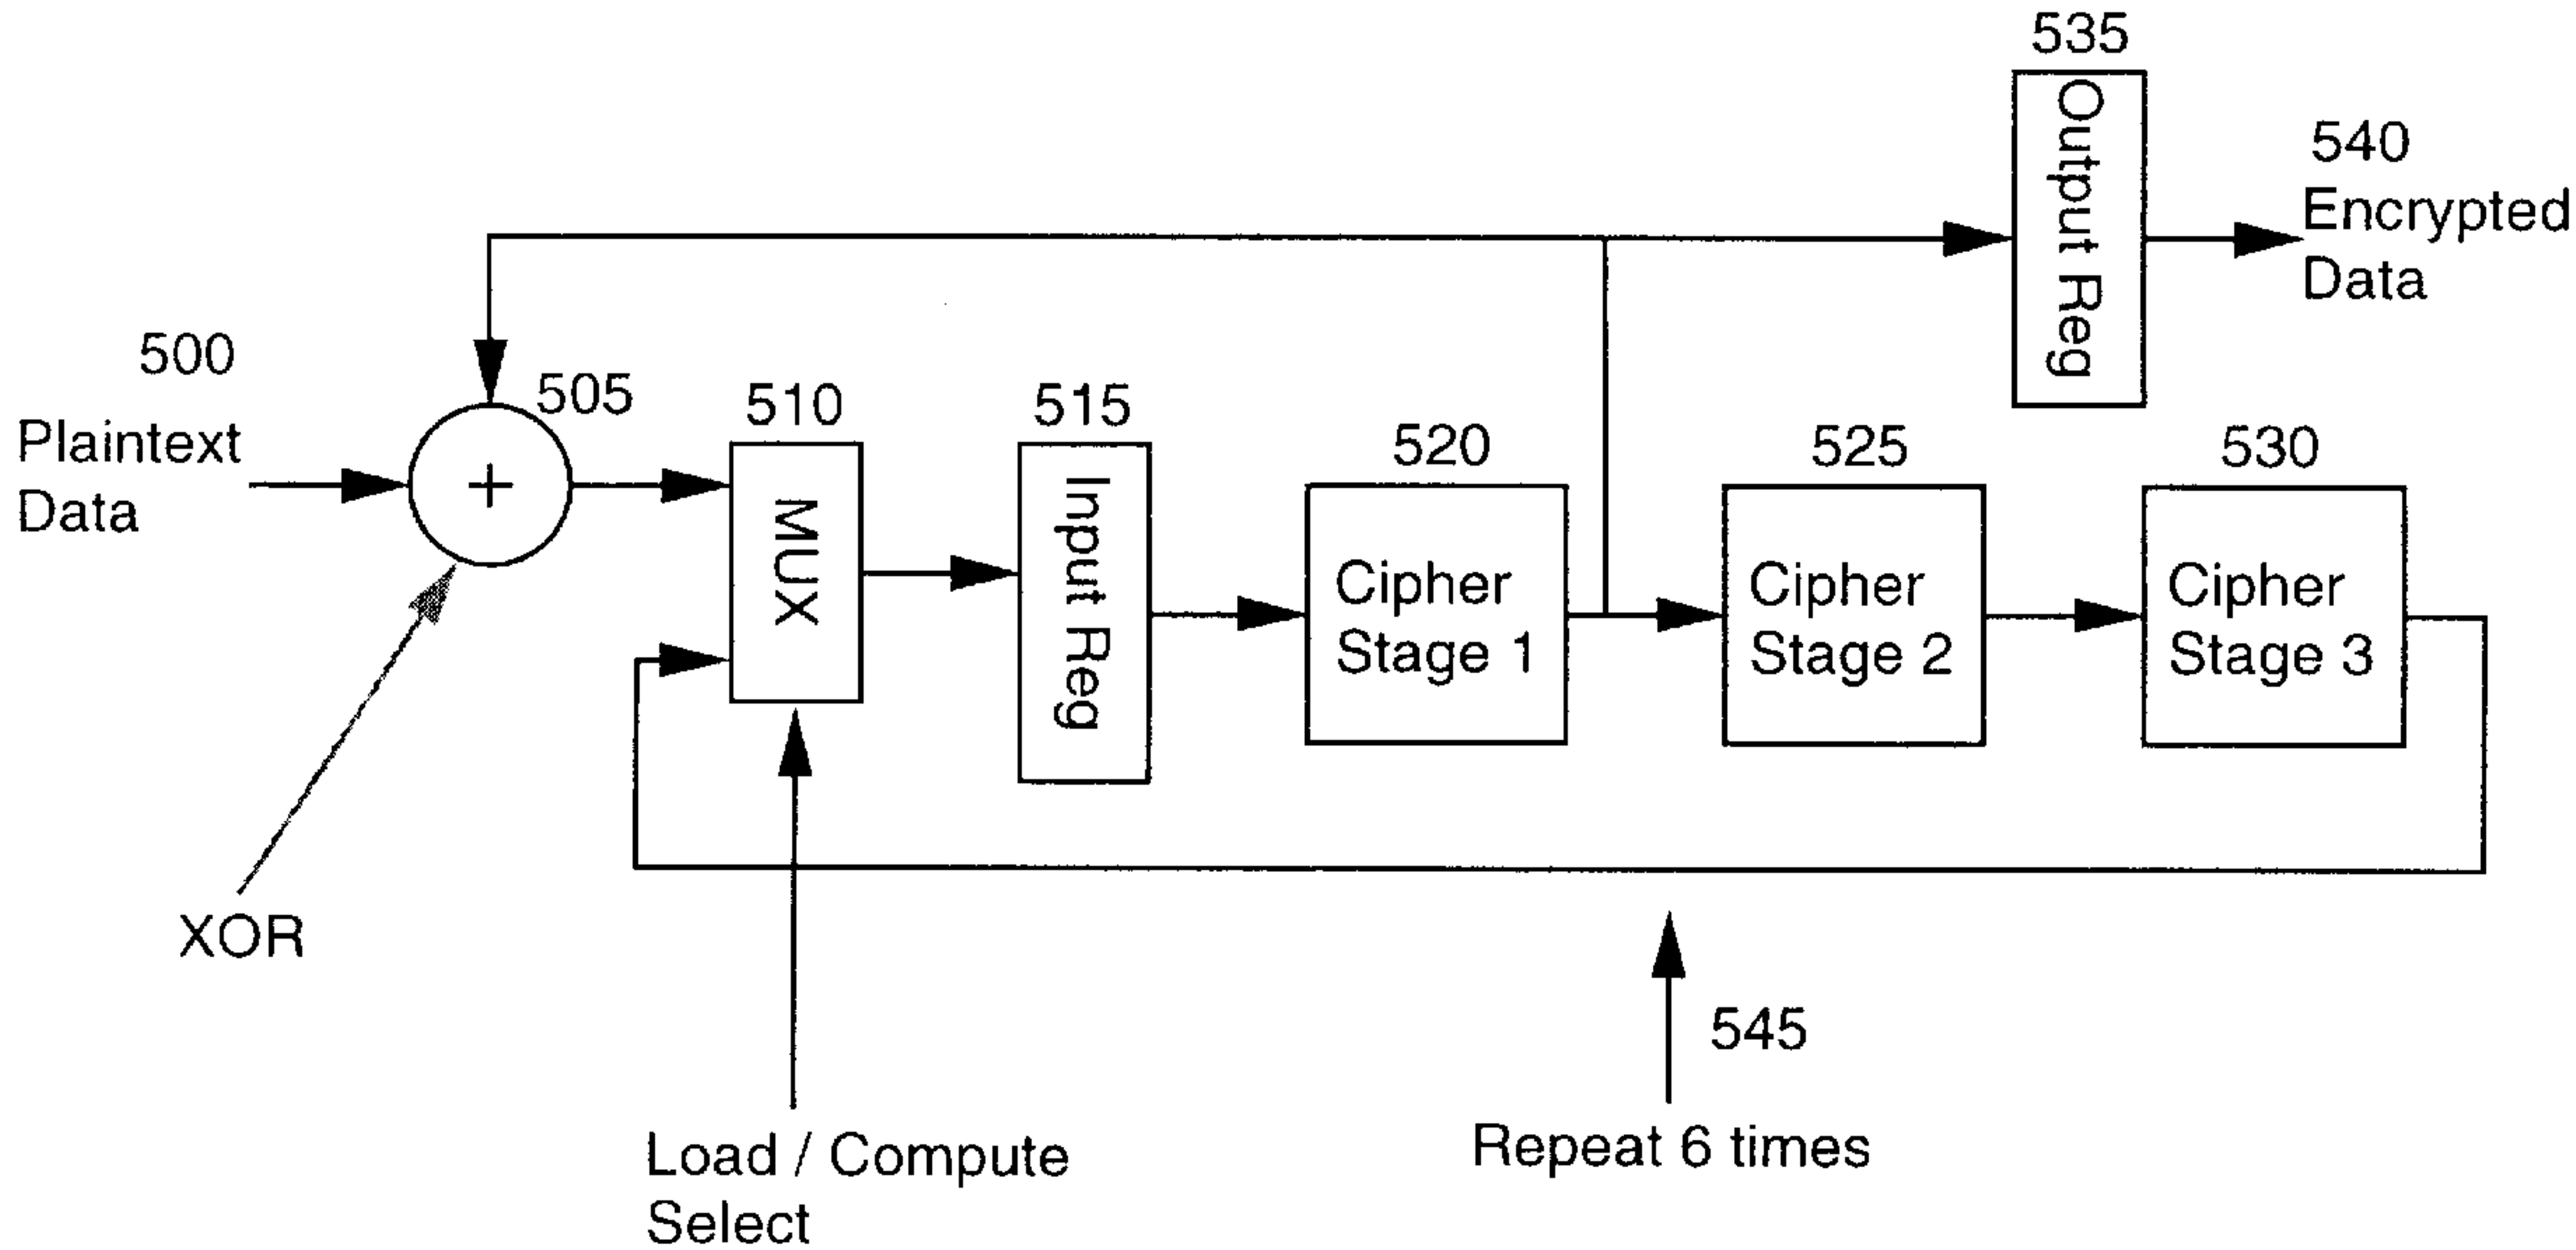 535
Output Reg
540
Encrypted
Data
500
Plaintext
Data
505
510
MUX
515
Input Reg
520
Cipher
Stage 1
525
Cipher
Stage 2
530
Cipher
Stage 3
+
XOR
545
Load / Compute
Select
Repeat 6 times